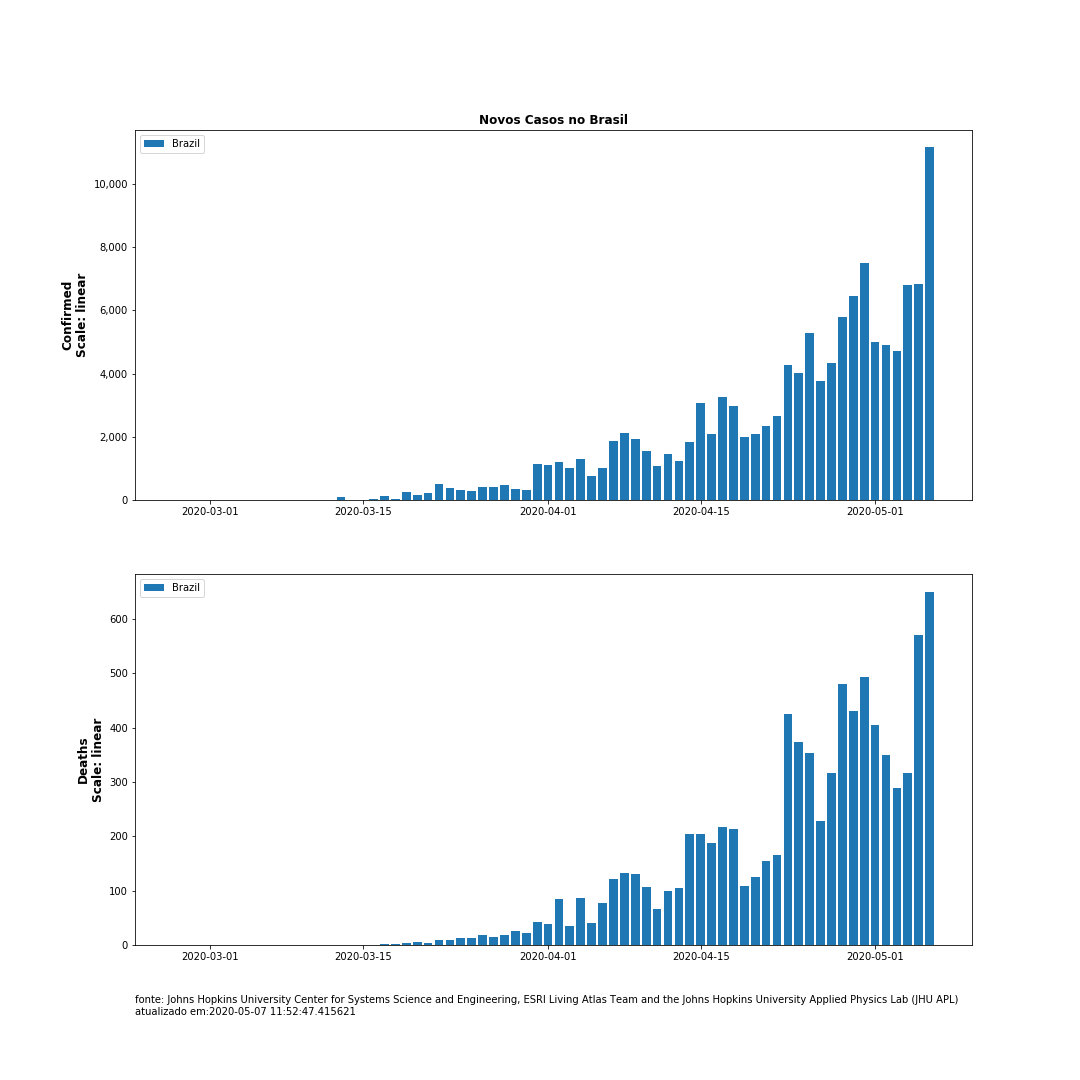 Novos Casos no Brasil
Brazil
10,000
8,000
6,000
4,000
2,000
0
Confirmed
Scale: linear
2020-03-01 2020-03-15 2020-04-01 2020-04-15 2020-05-01
Brazil
600
500
400
300
200
100
0
Deaths
Scale: linear
2020-03-01 2020-03-15 2020-04-01 2020-04-15 2020-05-01
fonte: Johns Hopkins University Center for Systems Science and Engineering, ESRI Living Atlas Team and the Johns Hopkins University Applied Physics Lab (JHU APL)
atualizado em:2020-05-07 11:52:47.415621